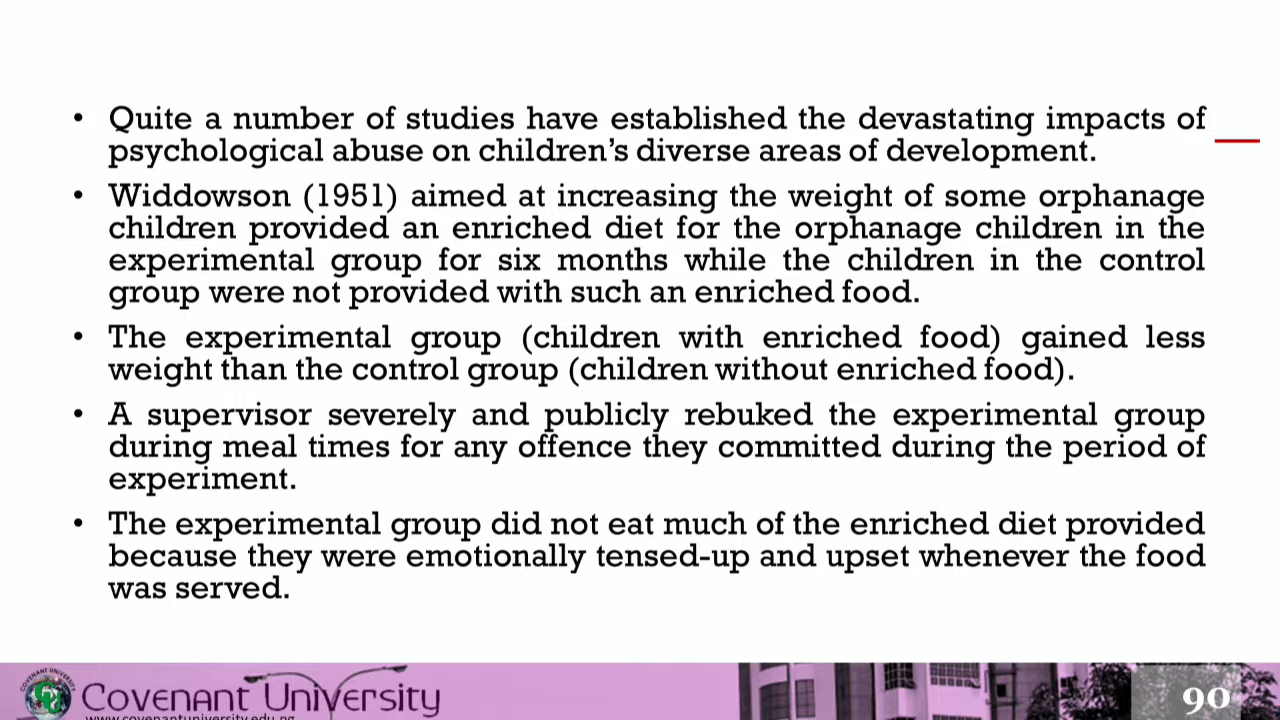 • Quite a number of studies have established the devastating impacts of
psychological abuse on children's diverse areas of development.
• Widdowson (1951) aimed at increasing the weight of some orphanage
children provided an enriched diet for the orphanage children in the
experimental group for six months while the children in the control
group were not provided with such an enriched food.
• The experimental group (children with enriched food) gained less
weight than the control group (children without enriched food).
• A supervisor severely and publicly rebuked the experimental group
during meal times for any offence they committed during the period of
experiment.
• The experimental group did not eat much of the enriched diet provided
because they were emotionally tensed-up and upset whenever the food
was served.
COVENANT UNIVERSITY
Covenant University
www.covenantuniversity.edu.ng
90